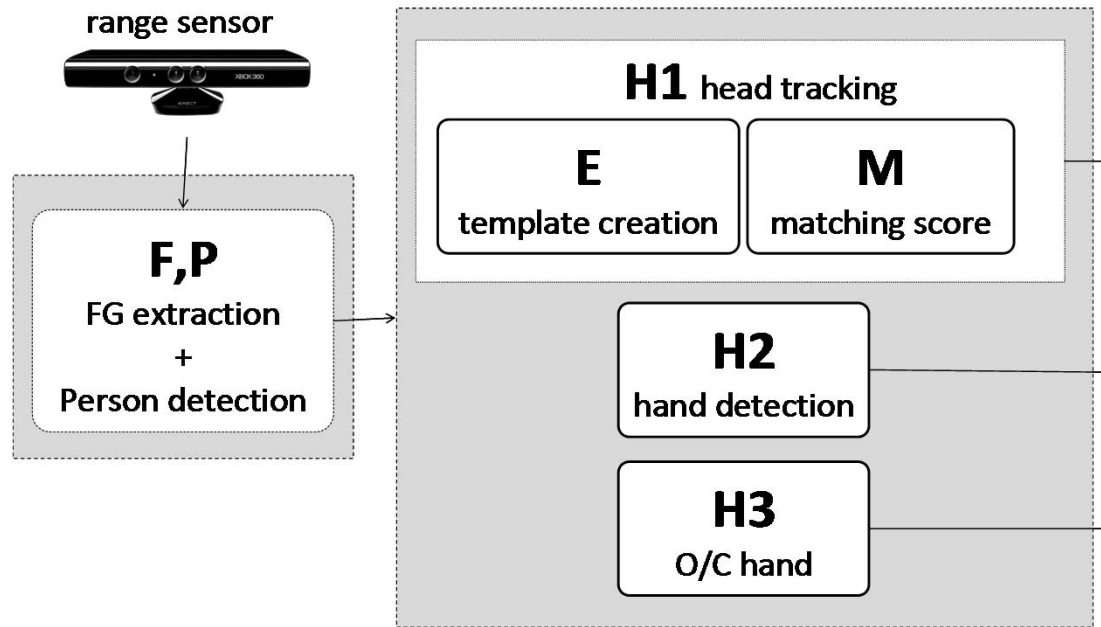 range sensor
XBOX 360
KINECT
F,P
FG extraction
+
Person detection
H1 head tracking
E
template creation
M
matching score
H2
hand detection
H3
O/C hand